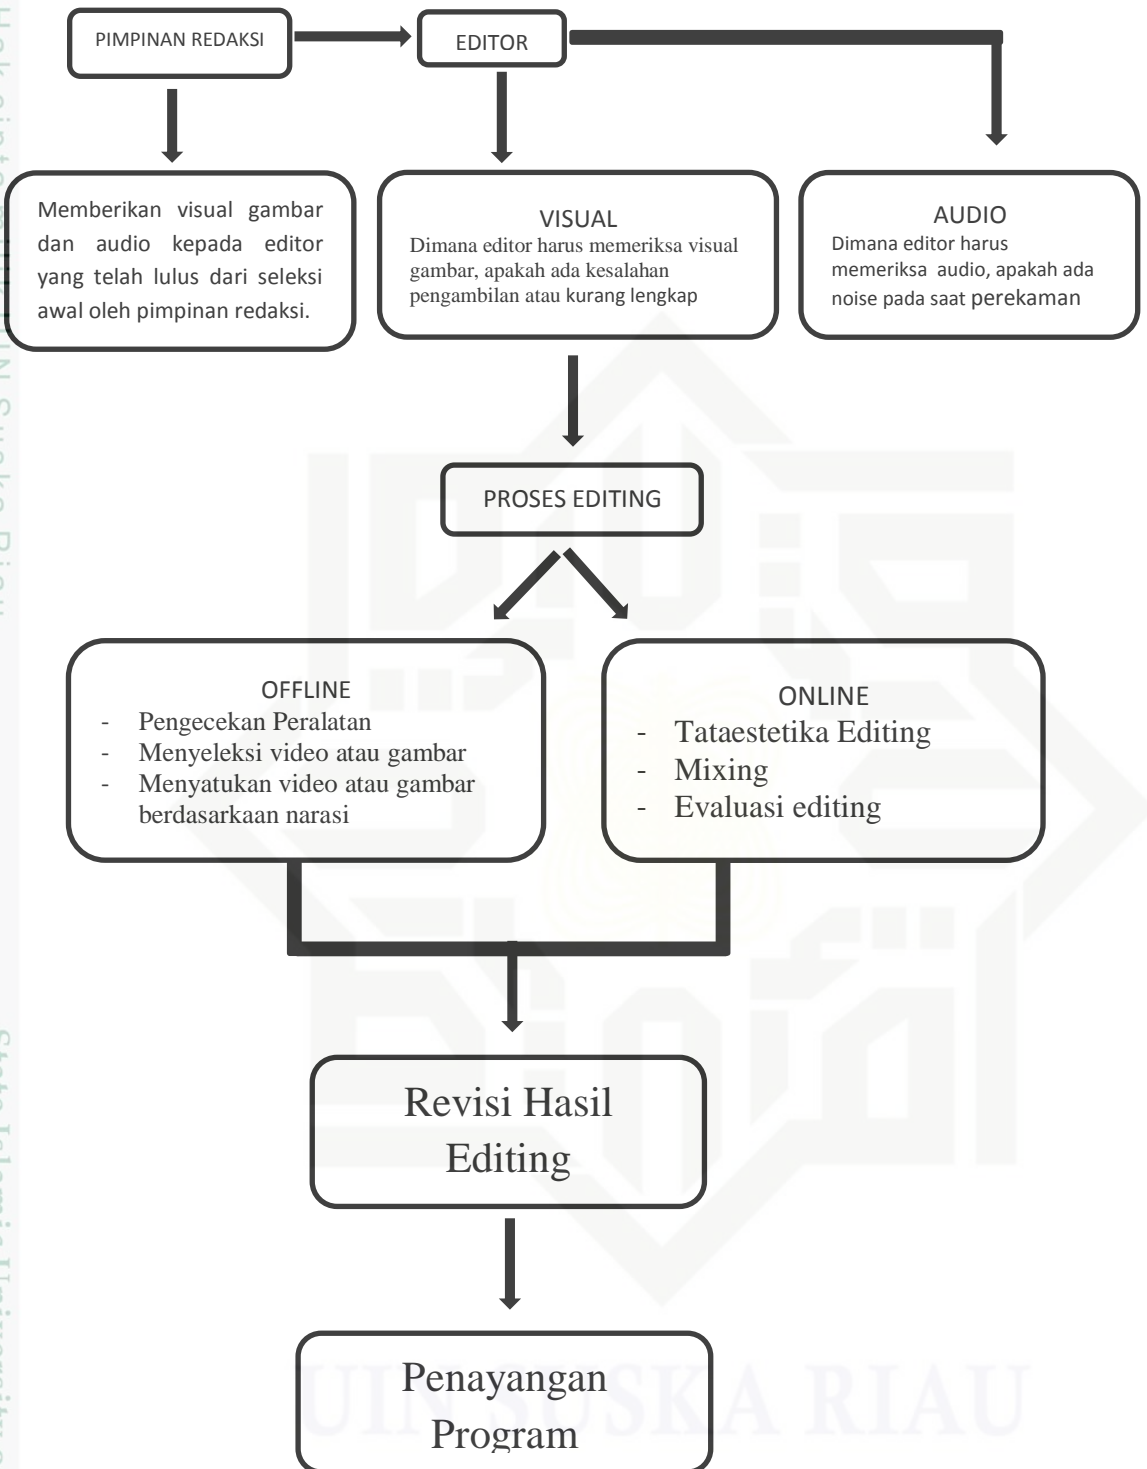 PIMPINAN REDAKSI
EDITOR
Memberikan visual gambar
dan audio kepada editor
yang telah lulus dari seleksi
awal oleh pimpinan redaksi.
VISUAL
Dimana editor harus memeriksa visual
gambar, apakah ada kesalahan
pengambilan atau kurang lengkap
AUDIO
Dimana editor harus
memeriksa audio, apakah ada
noise pada saat perekaman
PROSES EDITING
OFFLINE
- Pengecekan Peralatan
- Menyeleksi video atau gambar
- Menyatukan video atau gambar
berdasarkaan narasi
ONLINE
- Tataestetika Editing
- Mixing
- Evaluasi editing
Revisi Hasil
Editing
Penayangan
Program
UIN SUSKA RIAU